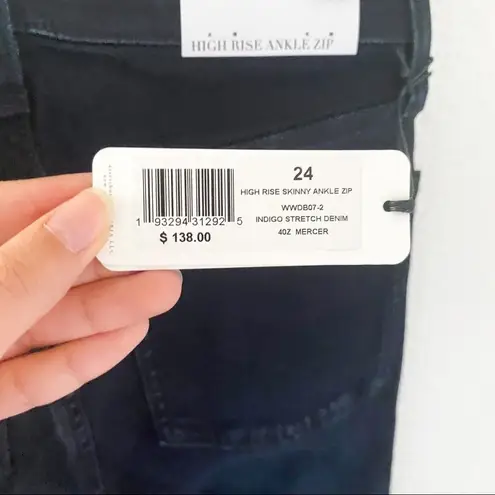 HIGH RISE ANKLE ZIP
24
HIGH RISE SKINNY ANKLE ZIP
WWDB07-2
INDIGO STRETCH DENIM
40Z MERCER
1 93294 31292 5
$ 138.00